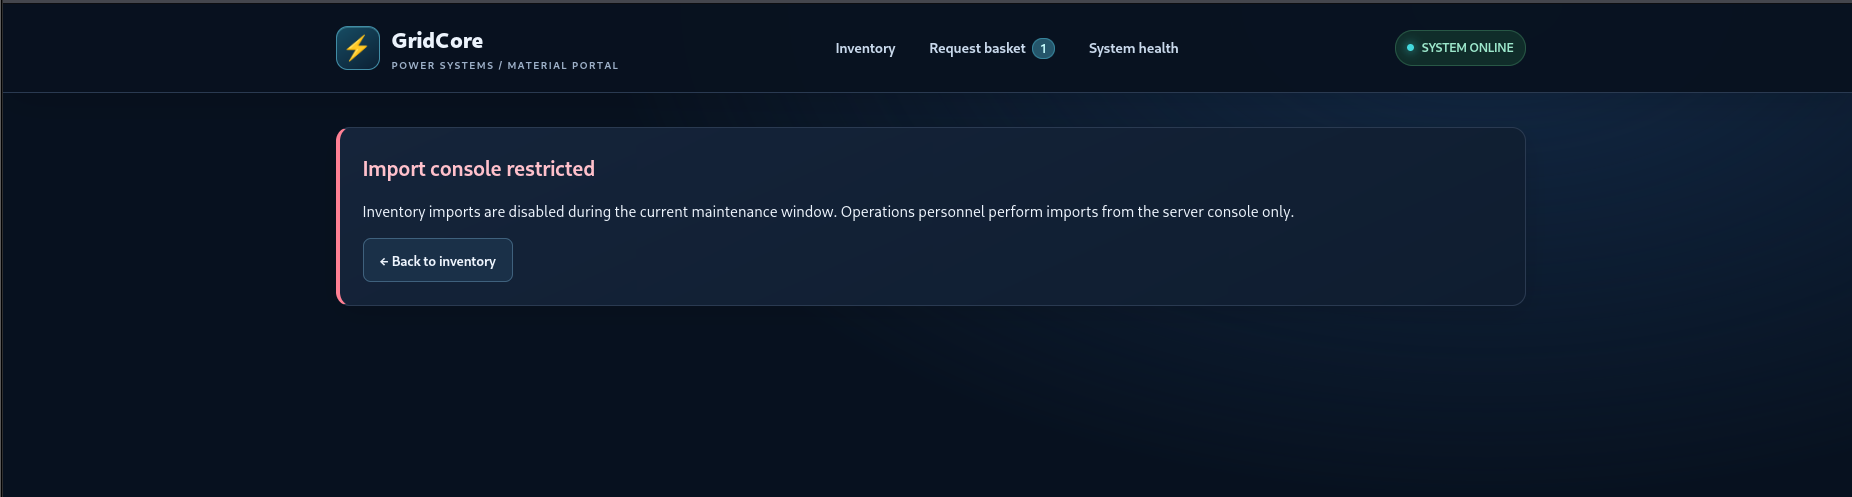 GridCore
POWER SYSTEMS / MATERIAL PORTAL
Inventory
Request basket 1
System health
SYSTEM ONLINE
Import console restricted
Inventory imports are disabled during the current maintenance window. Operations personnel perform imports from the server console only.
← Back to inventory